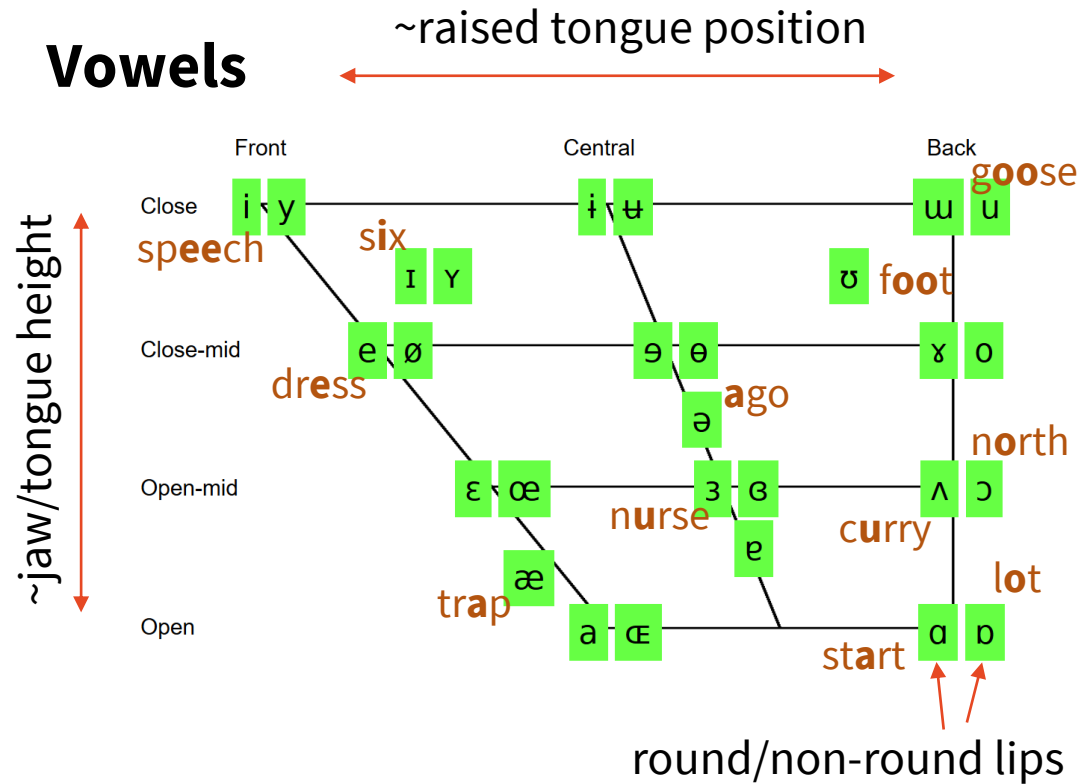 ~raised tongue position
Vowels
Front Central Back
goose
Close i y ɨ ʉ ɯ u
speech six
ɪ ʏ ʊ foot
Close-mid e ø ɘ ɵ ɤ o
dress ago
ə
north
Open-mid ɛ œ ɜ ɞ ʌ ɔ
nurse curry
ɐ
æ lot
trap
Open a ɶ ɑ ɒ
start
~jaw/tongue height
round/non-round lips